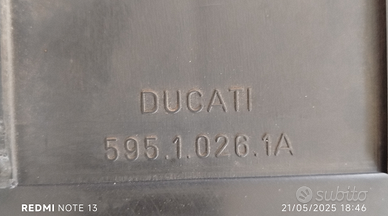 DUCATI
595.1.026.1A
REDMI NOTE 13
21/05/2025 18:46
subito